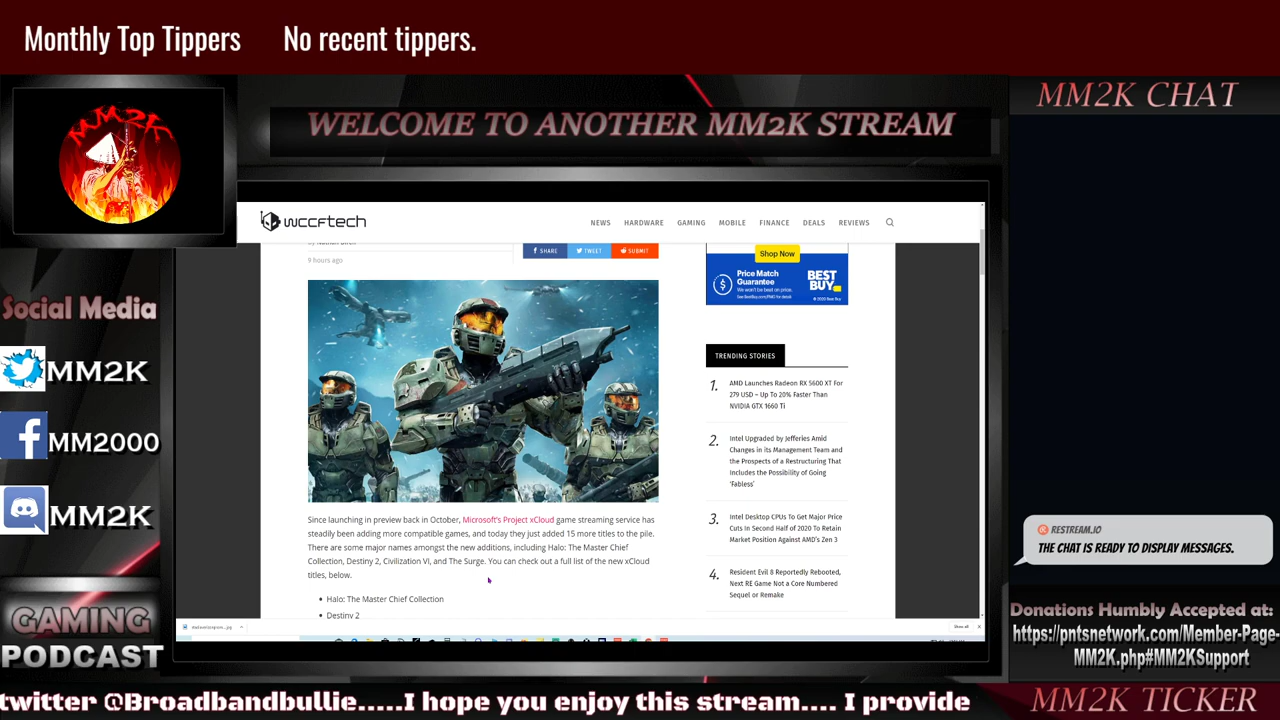 Monthly Top Tippers No recent tippers.
MM2K
WELCOME TO ANOTHER MM2K STREAM
MM2K CHAT
wccftech
NEWS HARDWARE GAMING MOBILE FINANCE DEALS REVIEWS
9 hours ago
SHARE TWEET SUBMIT
Shop Now
Price Match
Guarantee
BEST
BUY
Social Media
MM2K
MM2000
MM2K
TRENDING STORIES
1. AMD Launches Radeon RX 5600 XT For
279 USD – Up To 20% Faster Than
NVIDIA GTX 1660 Ti
2. Intel Upgraded by Jefferies Amid
Changes in its Management Team and
the Prospects of a Restructuring That
Includes the Possibility of Going
‘Fabless’
3. Intel Desktop CPUs To Get Major Price
Cuts In Second Half of 2020 To Retain
Market Position Against AMD’s Zen 3
4. Resident Evil 8 Reportedly Rebooted,
Next RE Game Not a Core Numbered
Sequel or Remake
Since launching in preview back in October, Microsoft’s Project xCloud game streaming service has
steadily been adding more compatible games, and today they just added 15 more titles to the pile.
There are some major names amongst the new additions, including Halo: The Master Chief
Collection, Destiny 2, Civilization VI, and The Surge. You can check out a full list of the new xCloud
titles, below.
• Halo: The Master Chief Collection
• Destiny 2
Show all
RESTREAM.IO
THE CHAT IS READY TO DISPLAY MESSAGES.
GAMING
PODCAST
Donations Humbly Accepted at:
https://pntsnetwork.com/Member-Page-
MM2K.php#MM2KSupport
twitter @Broadbandbullie.....I hope you enjoy this stream.... I provide
MM2K TICKER